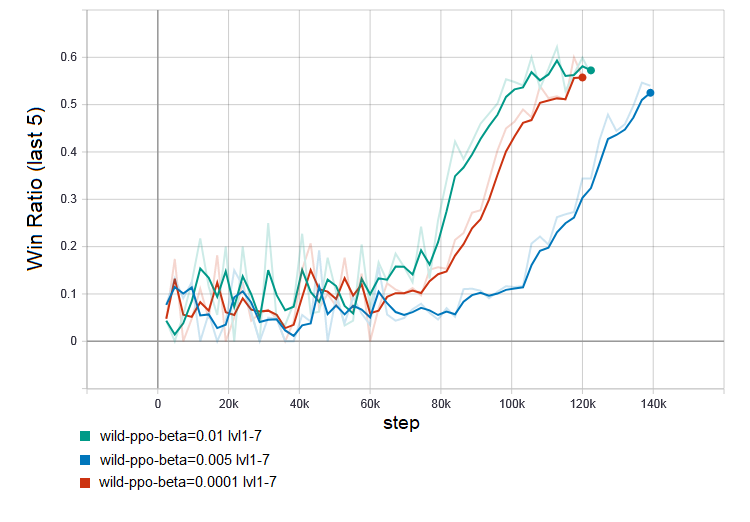 Win Ratio (last 5)
0.6
0.5
0.4
0.3
0.2
0.1
0
0 20k 40k 60k 80k 100k 120k 140k
step
wild-ppo-beta=0.01 lvl1-7
wild-ppo-beta=0.005 lvl1-7
wild-ppo-beta=0.0001 lvl1-7